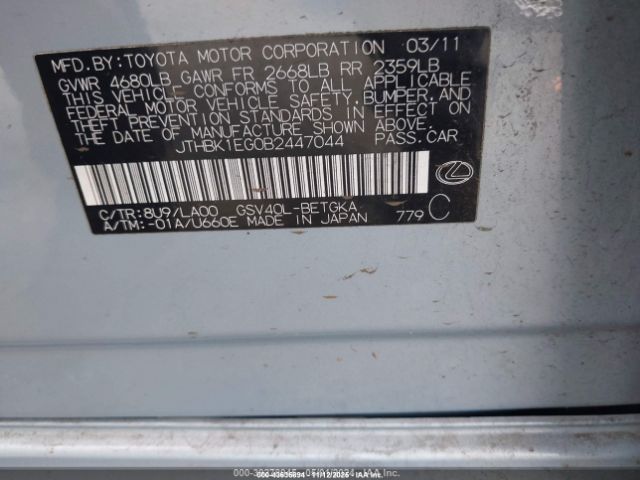 MFD.BY: TOYOTA MOTOR CORPORATION 03/11
GVWR 4680LB GAWR FR 2668LB RR 2359LB
THIS VEHICLE CONFORMS TO ALL APPLICABLE
FEDERAL MOTOR VEHICLE SAFETY, BUMPER, AND
THEFT PREVENTION STANDARDS IN EFFECT ON
THE DATE OF MANUFACTURE SHOWN ABOVE.
JTHBK1EG0B2447044 PASS.CAR
C/TR: 8U9/LA00 GSV40L-BETGKA
A/TM: -01A/U660E MADE IN JAPAN 779 C